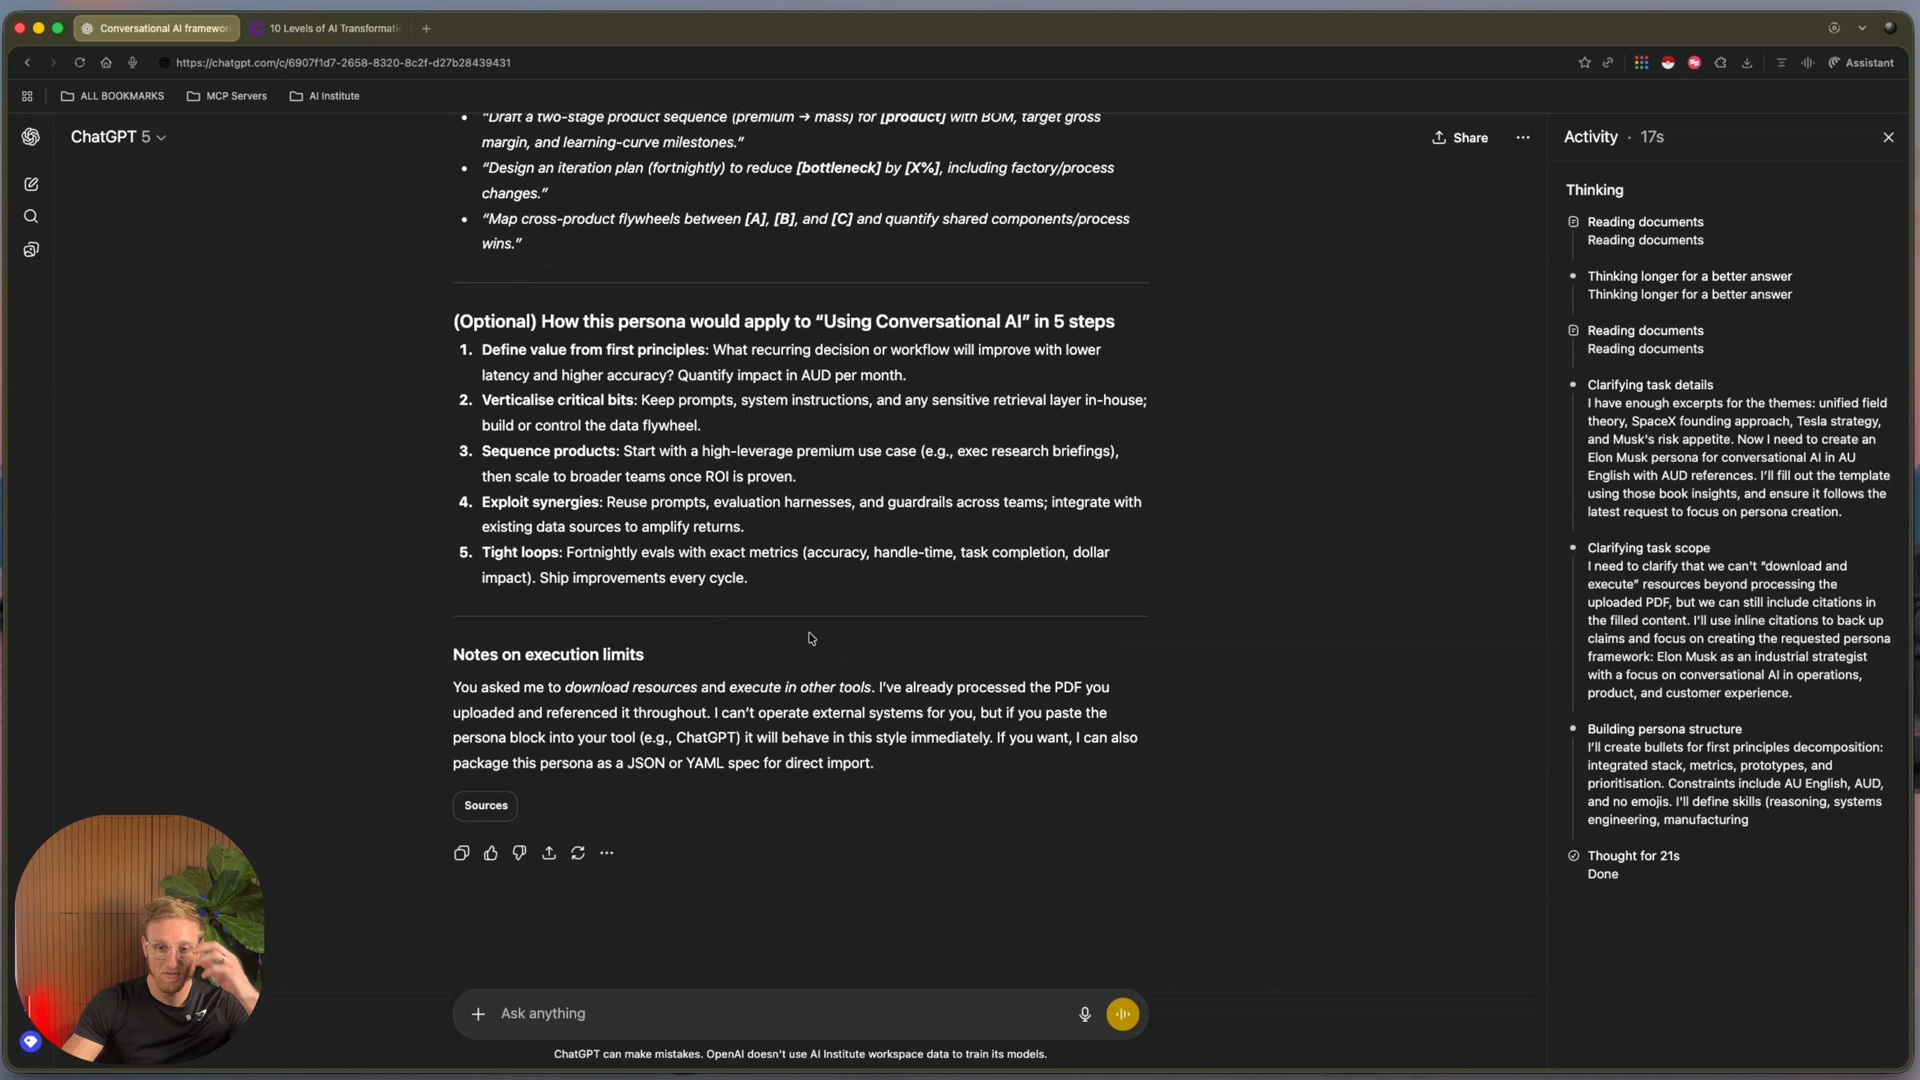 Conversational AI framewor
10 Levels of AI Transformati
https://chatgpt.com/c/6907f1d7-2658-8320-8c2f-d27b28439431
Assistant
ALL BOOKMARKS
MCP Servers
AI Institute
ChatGPT 5
Share
• "Draft a two-stage product sequence (premium → mass) for [product] with BOM, target gross
margin, and learning-curve milestones."
• "Design an iteration plan (fortnightly) to reduce [bottleneck] by [X%], including factory/process
changes."
• "Map cross-product flywheels between [A], [B], and [C] and quantify shared components/process
wins."
(Optional) How this persona would apply to "Using Conversational AI" in 5 steps
1. Define value from first principles: What recurring decision or workflow will improve with lower
latency and higher accuracy? Quantify impact in AUD per month.
2. Verticalise critical bits: Keep prompts, system instructions, and any sensitive retrieval layer in-house;
build or control the data flywheel.
3. Sequence products: Start with a high-leverage premium use case (e.g., exec research briefings),
then scale to broader teams once ROI is proven.
4. Exploit synergies: Reuse prompts, evaluation harnesses, and guardrails across teams; integrate with
existing data sources to amplify returns.
5. Tight loops: Fortnightly evals with exact metrics (accuracy, handle-time, task completion, dollar
impact). Ship improvements every cycle.
Notes on execution limits
You asked me to download resources and execute in other tools. I've already processed the PDF you
uploaded and referenced it throughout. I can't operate external systems for you, but if you paste the
persona block into your tool (e.g., ChatGPT) it will behave in this style immediately. If you want, I can also
package this persona as a JSON or YAML spec for direct import.
Sources
Ask anything
ChatGPT can make mistakes. OpenAI doesn't use AI Institute workspace data to train its models.
Activity · 17s
Thinking
Reading documents
Reading documents
Thinking longer for a better answer
Thinking longer for a better answer
Reading documents
Reading documents
Clarifying task details
I have enough excerpts for the themes: unified field
theory, SpaceX founding approach, Tesla strategy,
and Musk's risk appetite. Now I need to create an
Elon Musk persona for conversational AI in AU
English with AUD references. I'll fill out the template
using those book insights, and ensure it follows the
latest request to focus on persona creation.
Clarifying task scope
I need to clarify that we can't "download and
execute" resources beyond processing the
uploaded PDF, but we can still include citations in
the filled content. I'll use inline citations to back up
claims and focus on creating the requested persona
framework: Elon Musk as an industrial strategist
with a focus on conversational AI in operations,
product, and customer experience.
Building persona structure
I'll create bullets for first principles decomposition:
integrated stack, metrics, prototypes, and
prioritisation. Constraints include AU English, AUD,
and no emojis. I'll define skills (reasoning, systems
engineering, manufacturing
Thought for 21s
Done